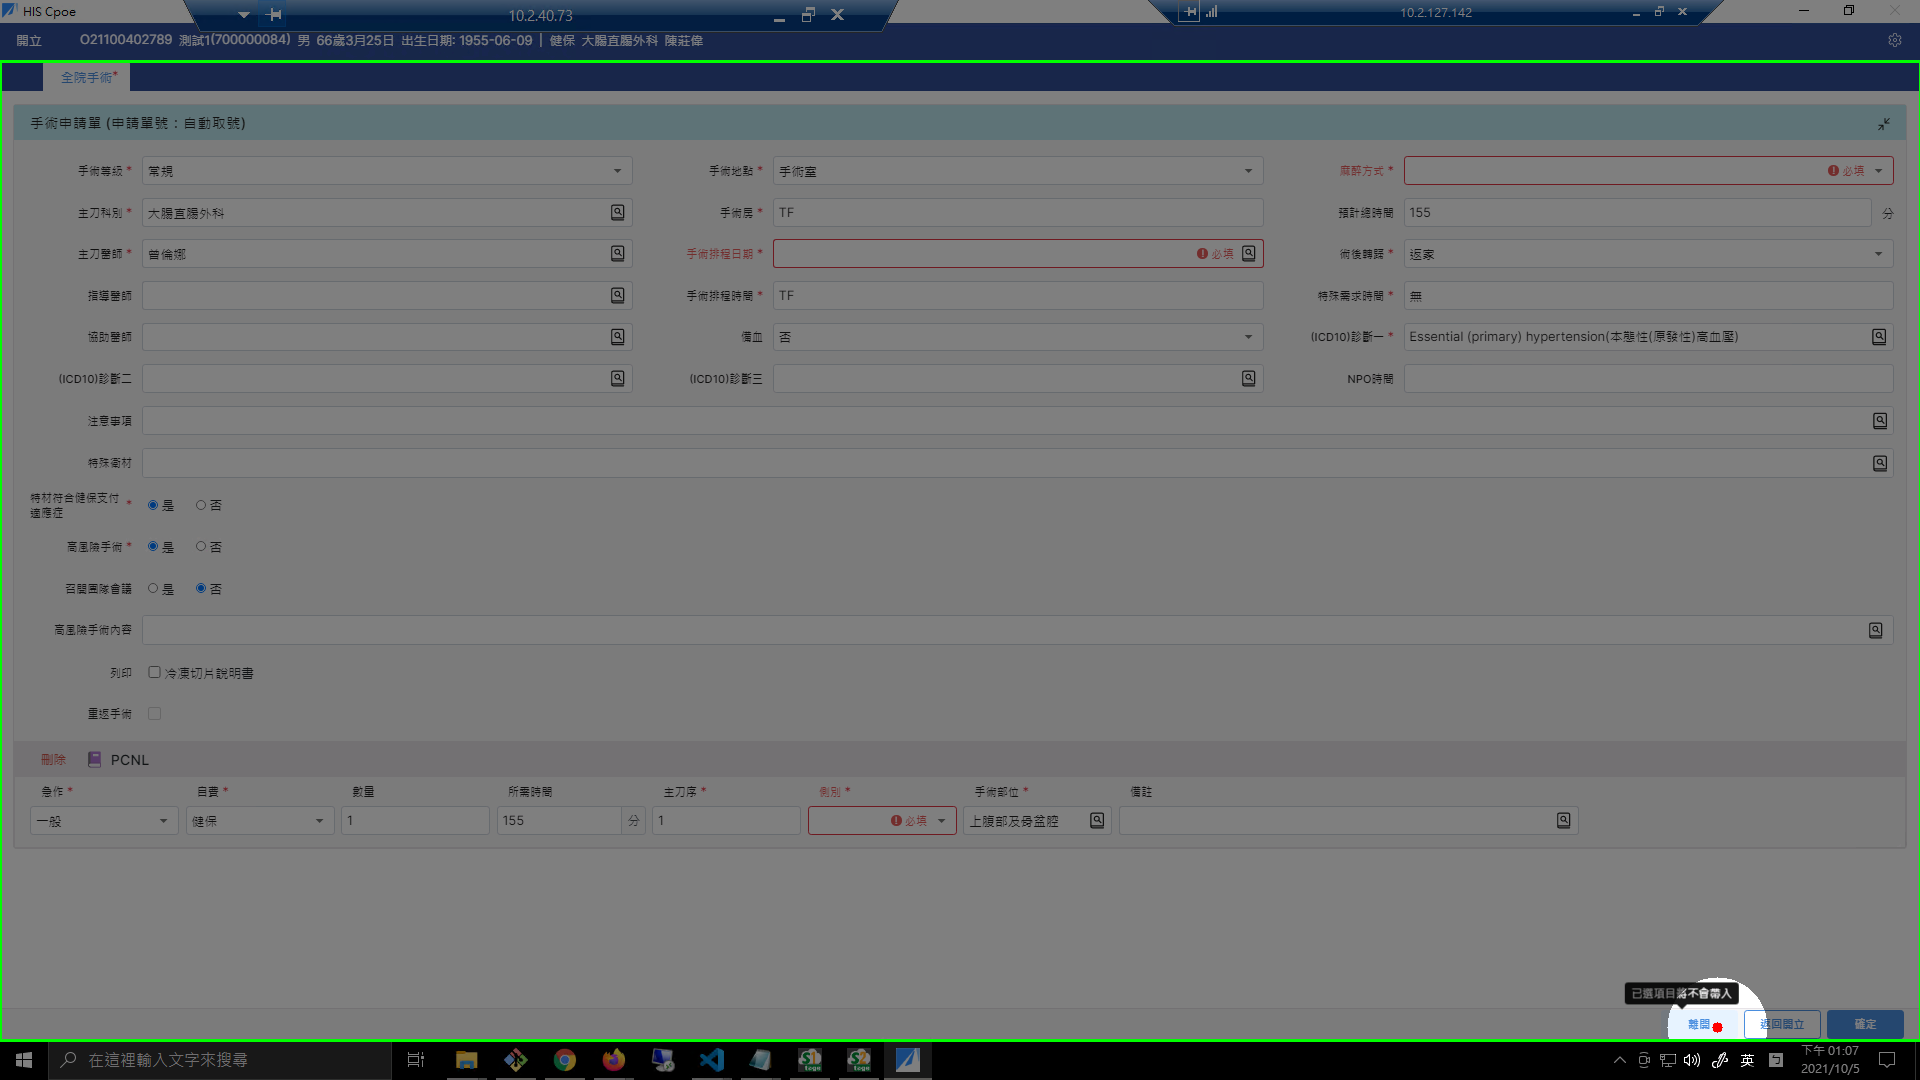 HIS Cpoe
10.2.40.73
10.2.127.142
開立 O21100402789 測試1(700000084) 男 66歲3月25日 出生日期: 1955-06-09 | 健保 大腸直腸外科 陳莊偉
全院手術*
手術申請單 (申請單號：自動取號)
手術等級 * 常規 手術地點 * 手術室 麻醉方式 * 必填
主刀科別 * 大腸直腸外科 手術房 * TF 預計總時間 155 分
主刀醫師 * 曾倫娜 手術排程日期 * 必填 術後轉歸 * 返家
指導醫師 手術排程時間 * TF 特殊需求時間 * 無
協助醫師 備血 否 (ICD10)診斷一 * Essential (primary) hypertension(本態性(原發性)高血壓)
(ICD10)診斷二 (ICD10)診斷三 NPO時間
注意事項
特殊衛材
特材符合健保支付適應症 * 是 否
高風險手術 * 是 否
召開團隊會議 是 否
高風險手術內容
列印 冷凍切片說明書
重返手術
刪除 PCNL
急作 * 自費 * 數量 所需時間 主刀序 * 側別 * 手術部位 * 備註
一般 健保 1 155 分 1 必填 上腹部及骨盆腔
已選項目將不會帶入
離開 返回開立 確定
在這裡輸入文字來搜尋
英
下午 01:07
2021/10/5